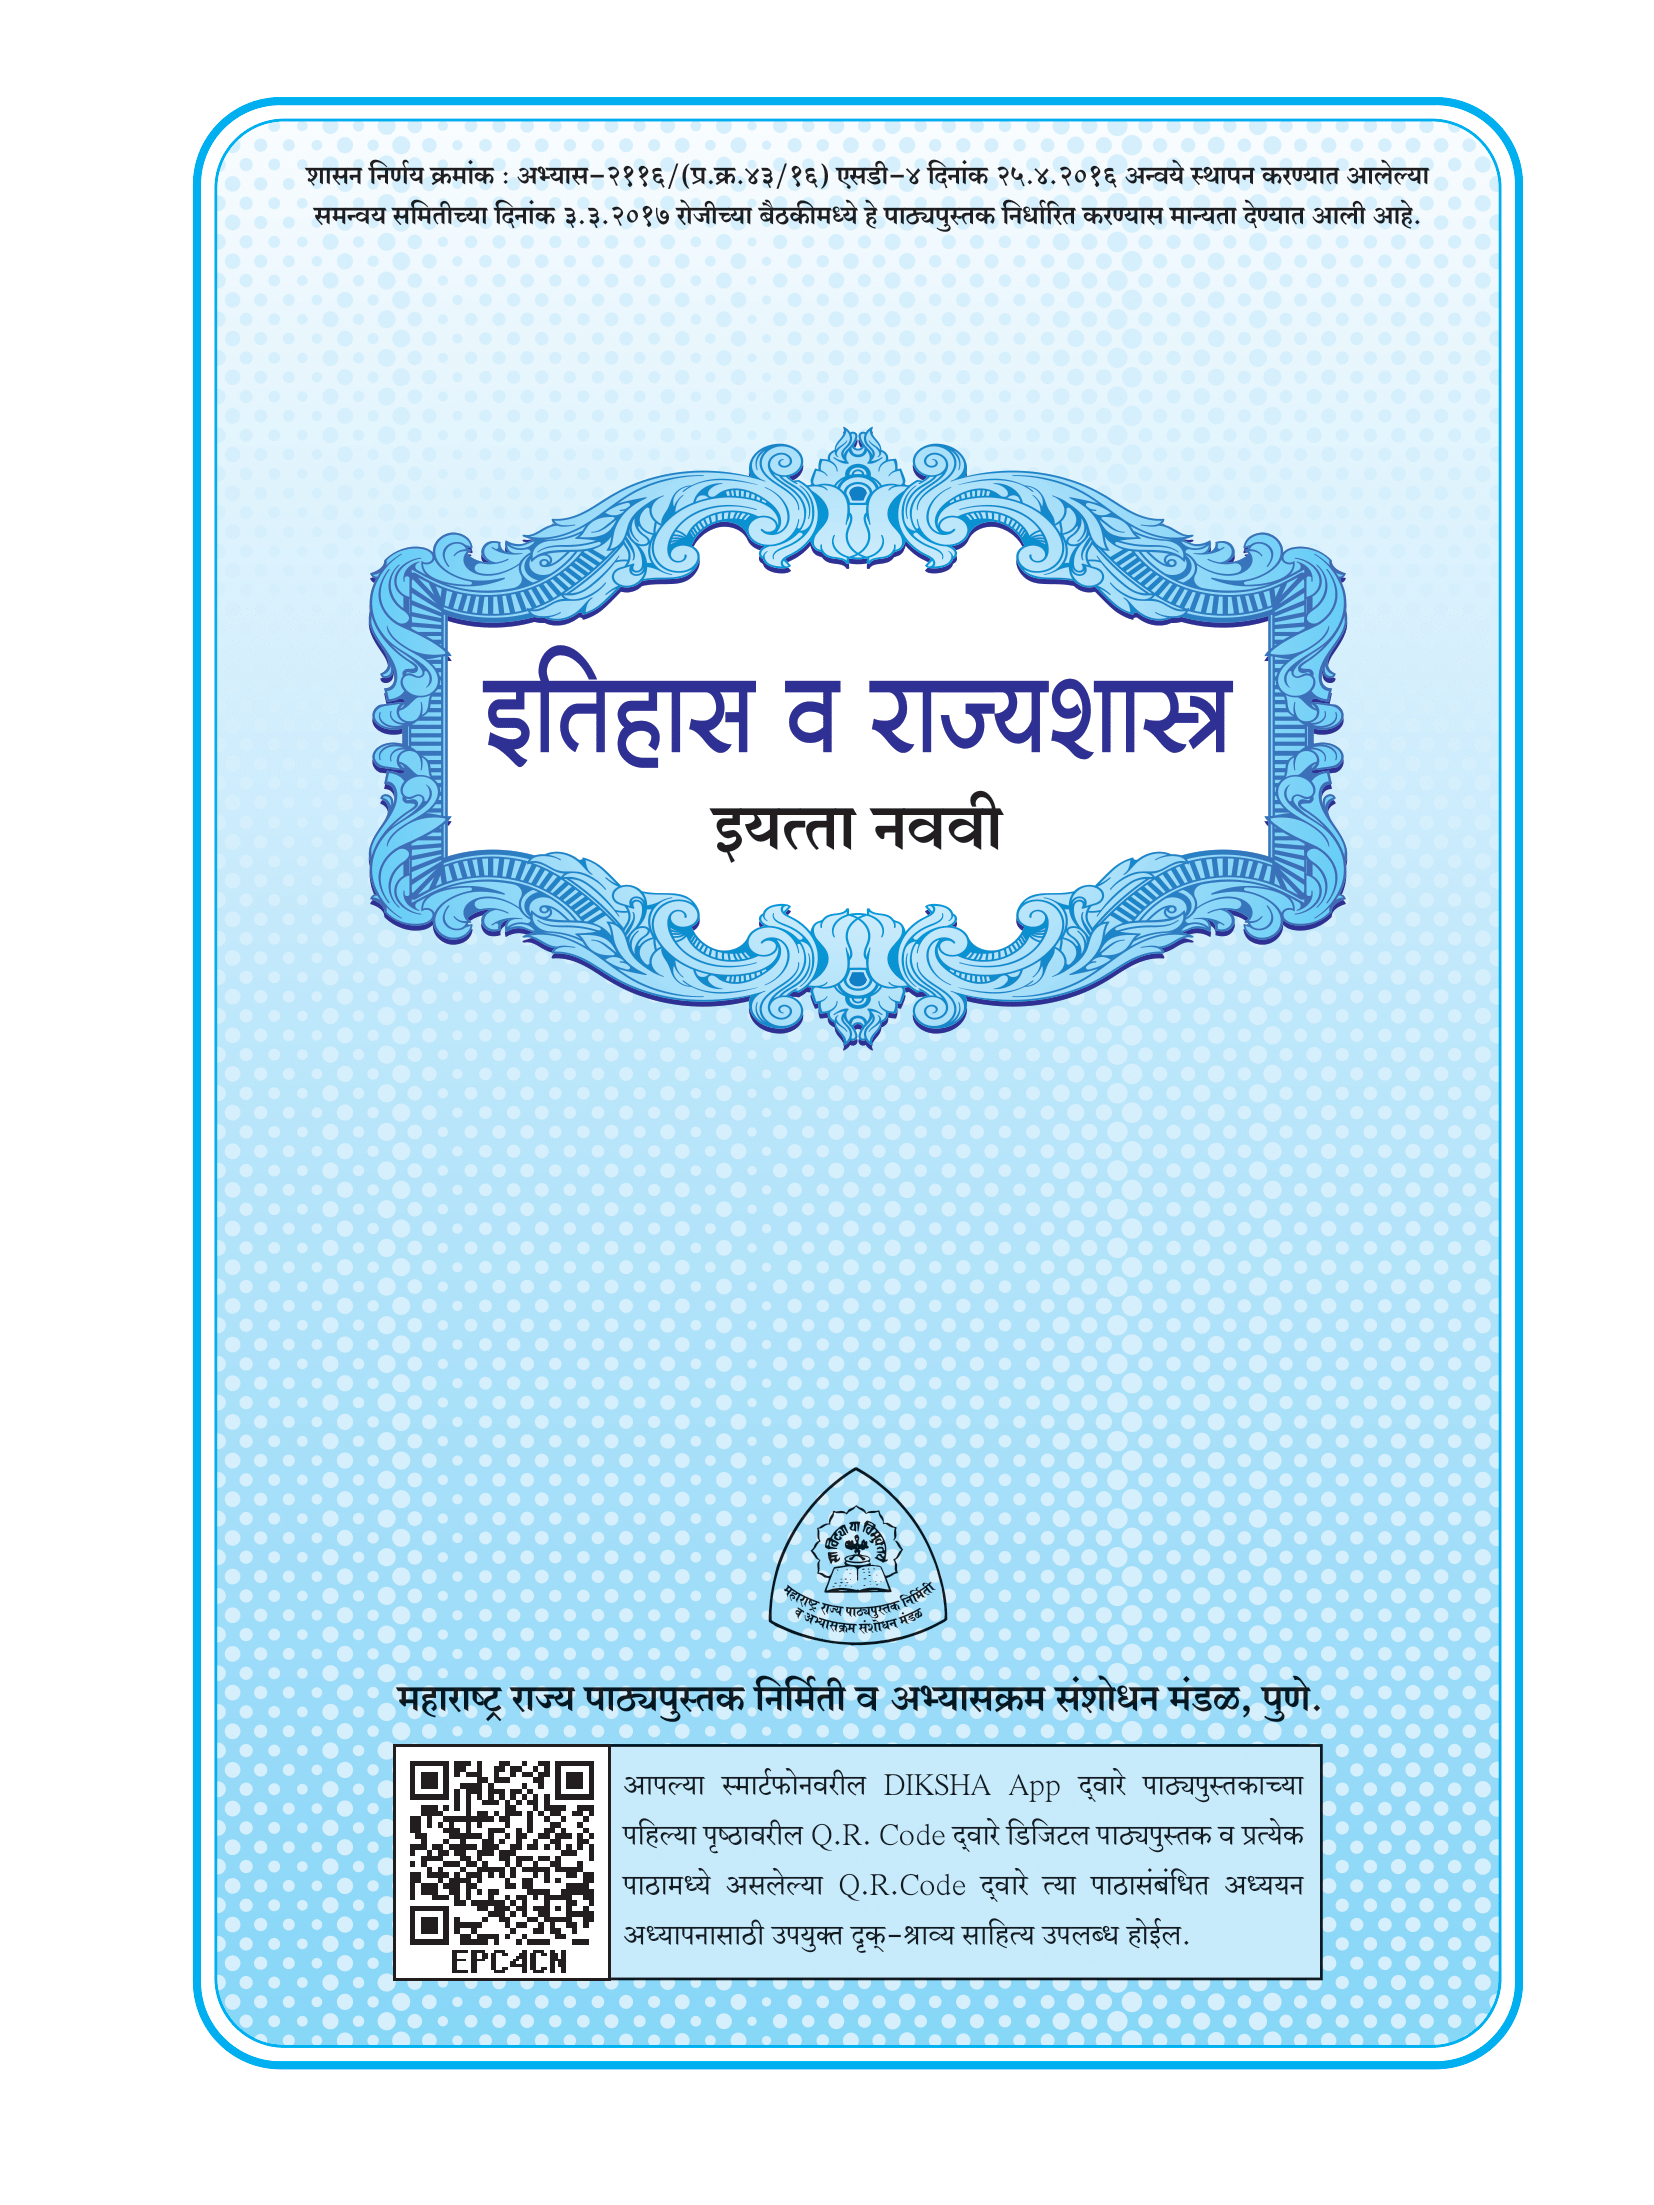 शासन निर्णय क्रमांक : अभ्यास-२११६/(प्र.क्र.४३/१६) एसडी-४ दिनांक २५.४.२०१६ अन्वये स्थापन करण्यात आलेल्या
समन्वय समितीच्या दिनांक ३.३.२०१७ रोजीच्या बैठकीमध्ये हे पाठ्यपुस्तक निर्धारित करण्यास मान्यता देण्यात आली आहे.
इतिहास व राज्यशास्त्र
इयत्ता नववी
सा विद्या या विमुक्तये
महाराष्ट्र राज्य पाठ्यपुस्तक निर्मिती
व अभ्यासक्रम संशोधन मंडळ
महाराष्ट्र राज्य पाठ्यपुस्तक निर्मिती व अभ्यासक्रम संशोधन मंडळ, पुणे.
आपल्या स्मार्टफोनवरील DIKSHA App द्‌वारे पाठ्यपुस्तकाच्या
पहिल्या पृष्ठावरील Q.R. Code द्‌वारे डिजिटल पाठ्यपुस्तक व प्रत्येक
पाठामध्ये असलेल्या Q.R.Code द्‌वारे त्या पाठासंबंधित अध्ययन
अध्यापनासाठी उपयुक्त दृक्-श्राव्य साहित्य उपलब्ध होईल.
EPC4CN